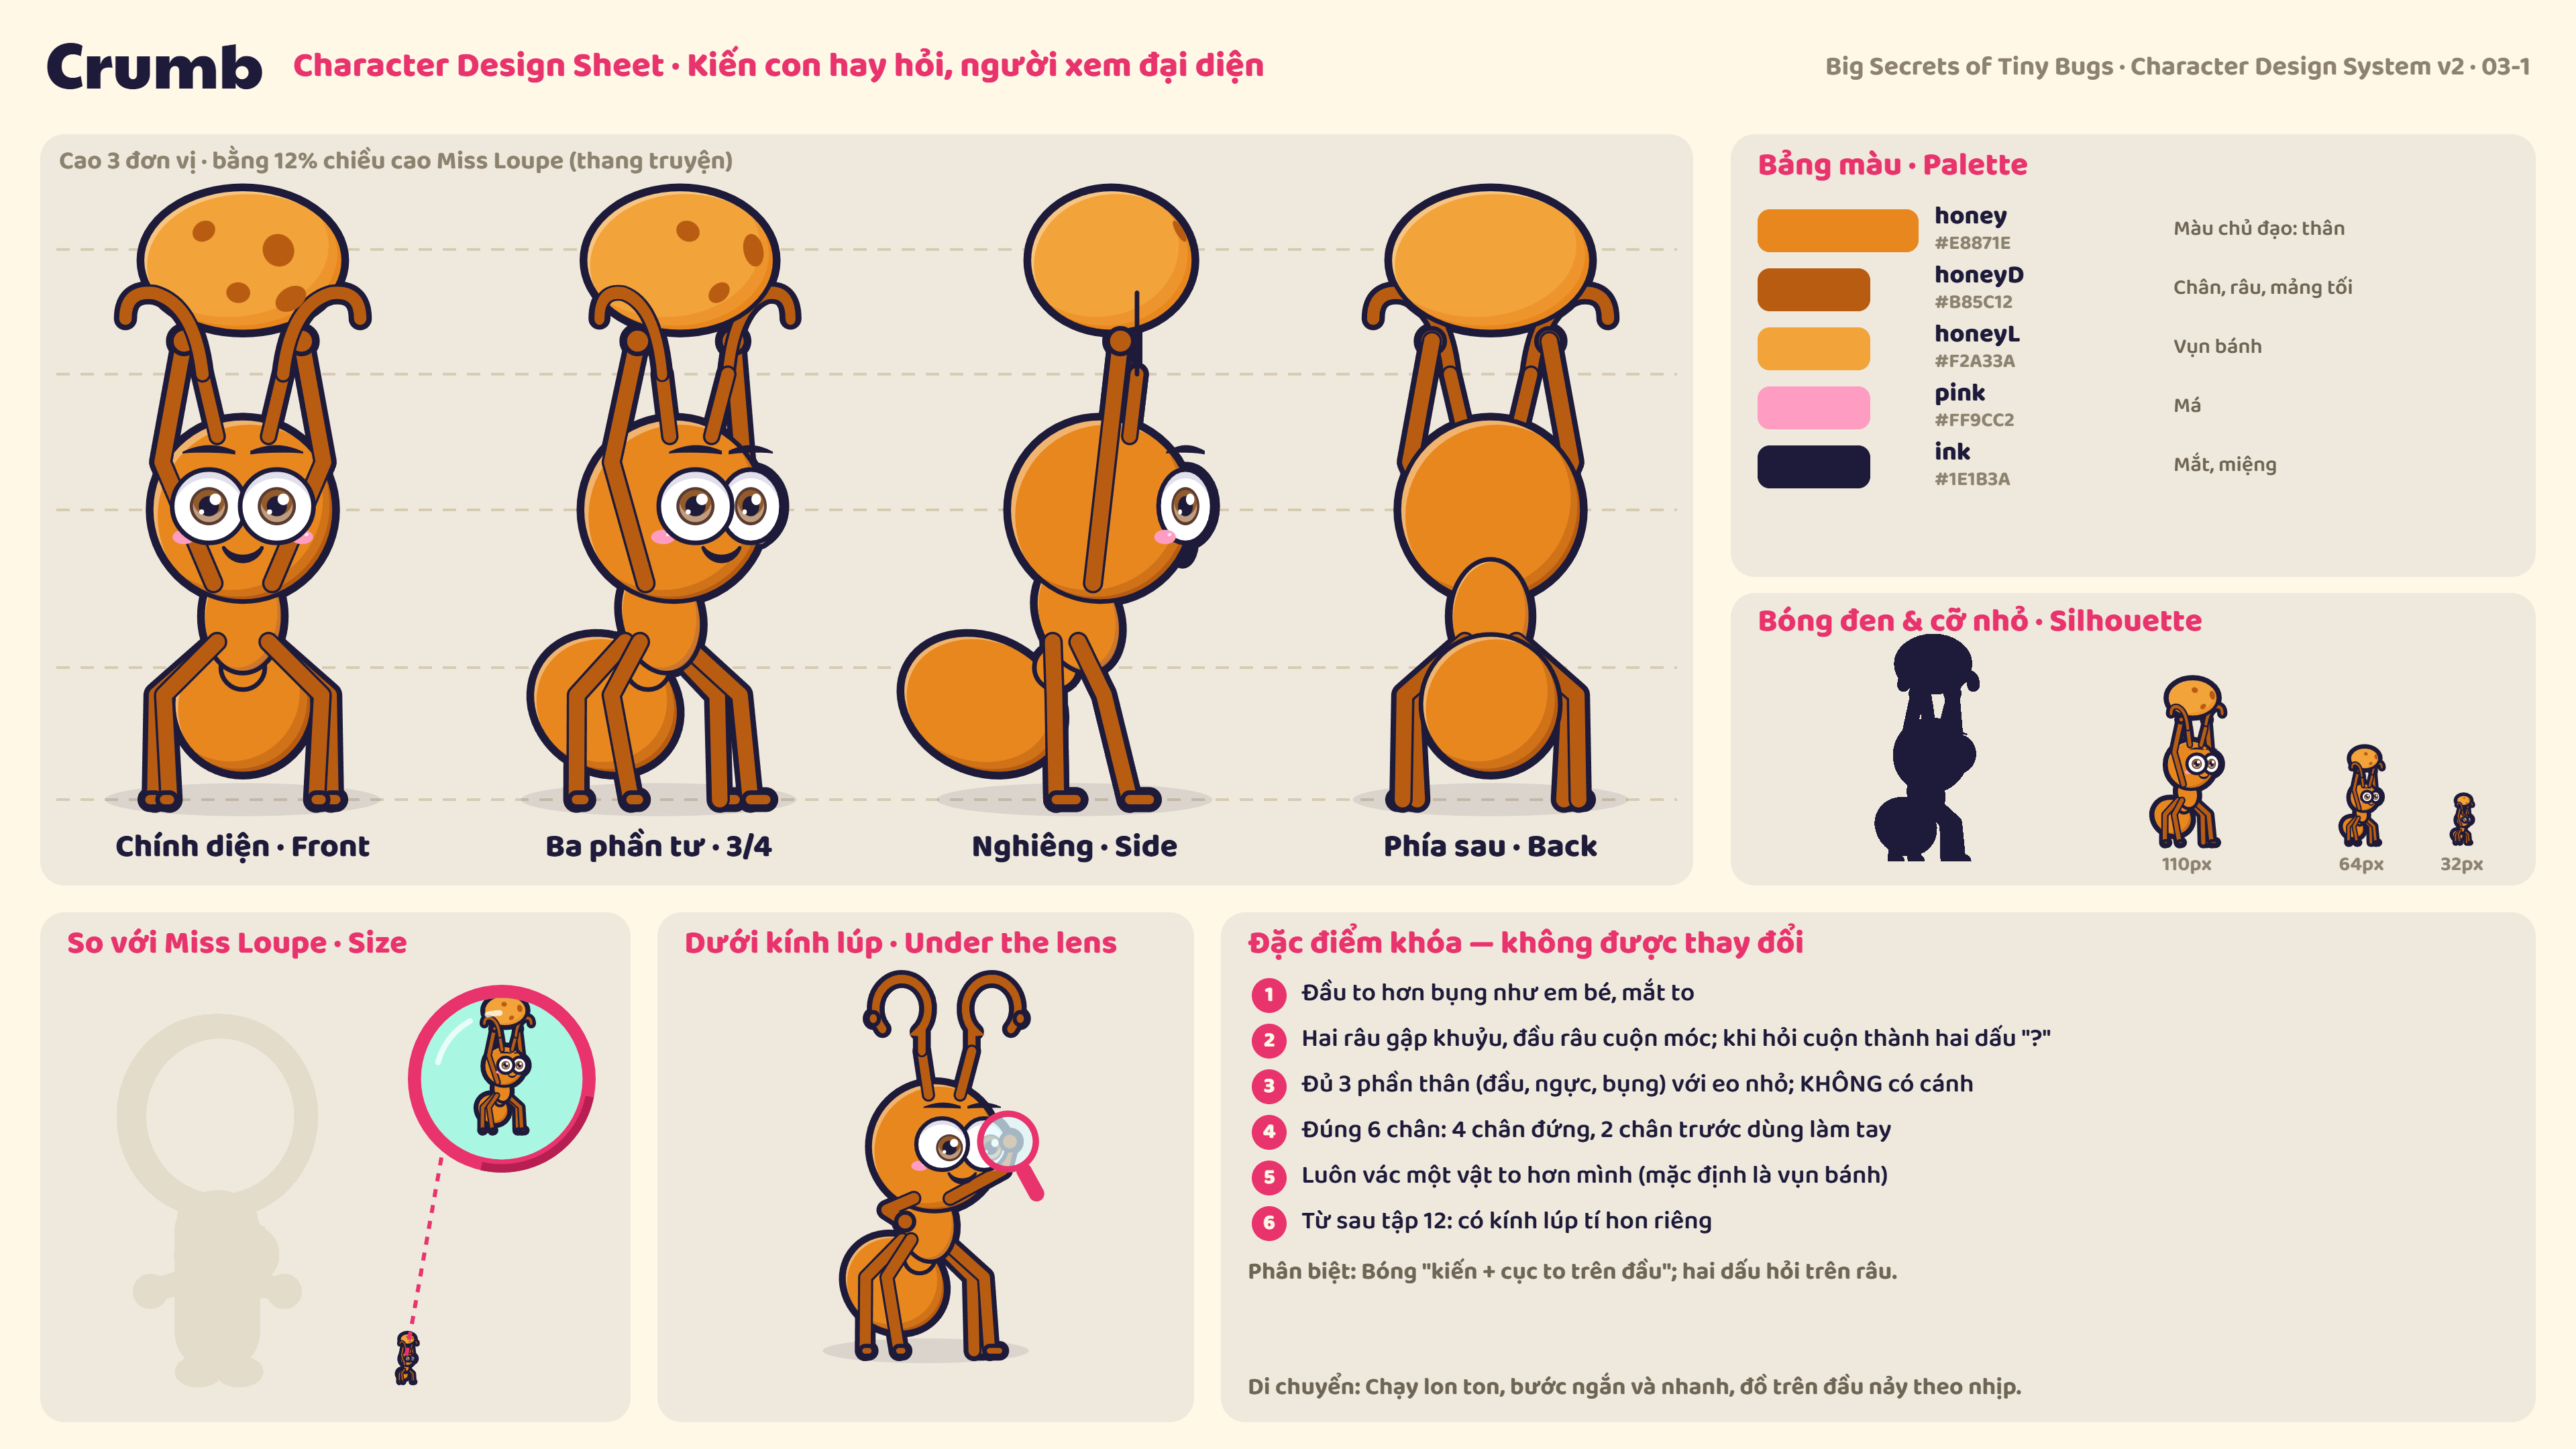 Crumb
Character Design Sheet · Kiến con hay hỏi, người xem đại diện
Big Secrets of Tiny Bugs · Character Design System v2 · 03-1
Cao 3 đơn vị · bằng 12% chiều cao Miss Loupe (thang truyện)
Chính diện · Front
Ba phần tư · 3/4
Nghiêng · Side
Phía sau · Back
Bảng màu · Palette
honey
#E8871E
Màu chủ đạo: thân
honeyD
#B85C12
Chân, râu, mảng tối
honeyL
#F2A33A
Vụn bánh
pink
#FF9CC2
Má
ink
#1E1B3A
Mắt, miệng
Bóng đen & cỡ nhỏ · Silhouette
110px
64px
32px
So với Miss Loupe · Size
Dưới kính lúp · Under the lens
Đặc điểm khóa — không được thay đổi
1 Đầu to hơn bụng như em bé, mắt to
2 Hai râu gập khuỷu, đầu râu cuộn móc; khi hỏi cuộn thành hai dấu "?"
3 Đủ 3 phần thân (đầu, ngực, bụng) với eo nhỏ; KHÔNG có cánh
4 Đúng 6 chân: 4 chân đứng, 2 chân trước dùng làm tay
5 Luôn vác một vật to hơn mình (mặc định là vụn bánh)
6 Từ sau tập 12: có kính lúp tí hon riêng
Phân biệt: Bóng "kiến + cục to trên đầu"; hai dấu hỏi trên râu.
Di chuyển: Chạy lon ton, bước ngắn và nhanh, đồ trên đầu nảy theo nhịp.